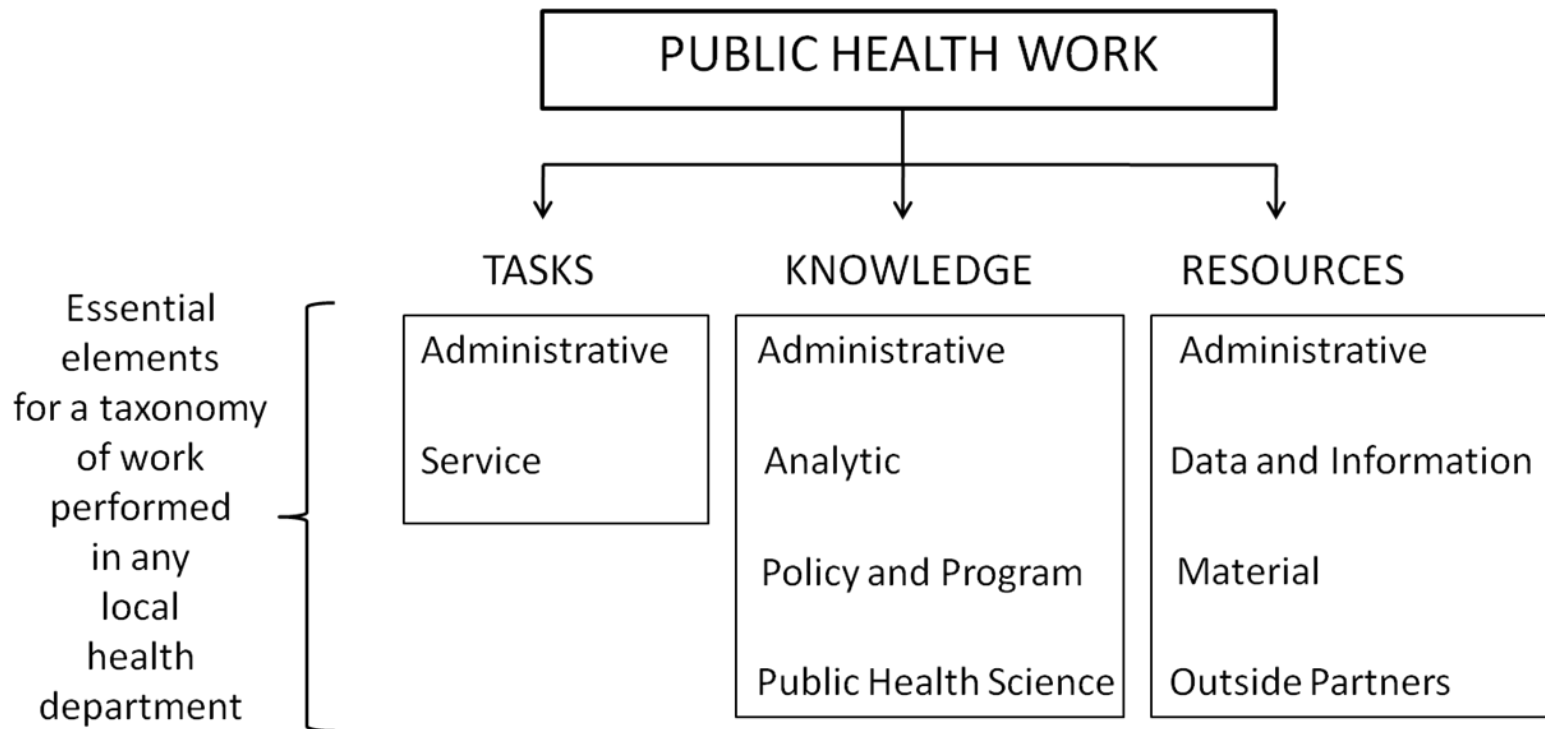 PUBLIC HEALTH WORK
TASKS
KNOWLEDGE
RESOURCES
Essential
elements
for a taxonomy
of work
performed
in any
local
health
department
Administrative
Service
Administrative
Analytic
Policy and Program
Public Health Science
Administrative
Data and Information
Material
Outside Partners